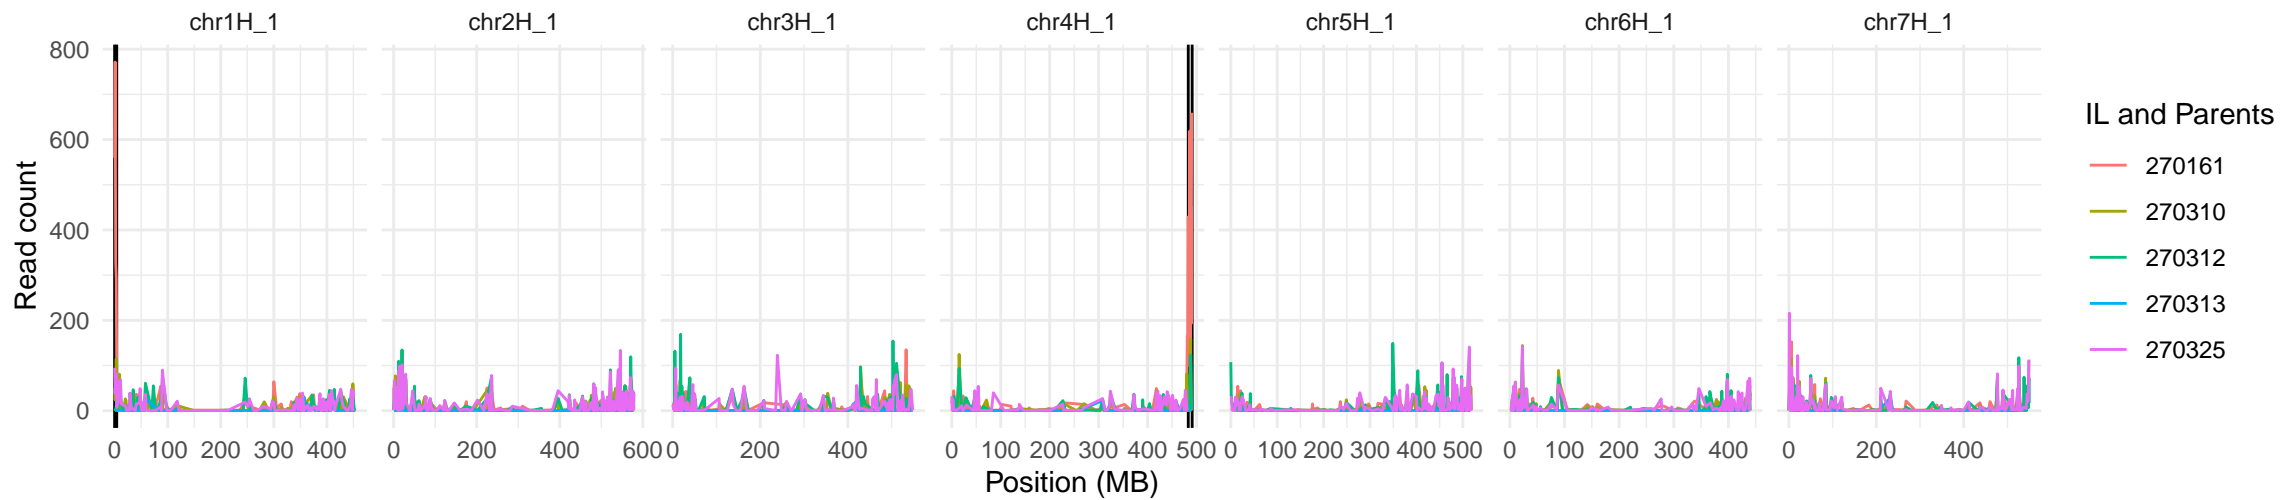 chr1H_1 chr2H_1 chr3H_1 chr4H_1 chr5H_1 chr6H_1 chr7H_1
800
600
400
200
0
Read count
0 100 200 300 400 0 200 400 600 0 200 400 0 100 200 300 400 500 0 100 200 300 400 500 0 100 200 300 400 0 200 400
Position (MB)
IL and Parents
270161
270310
270312
270313
270325